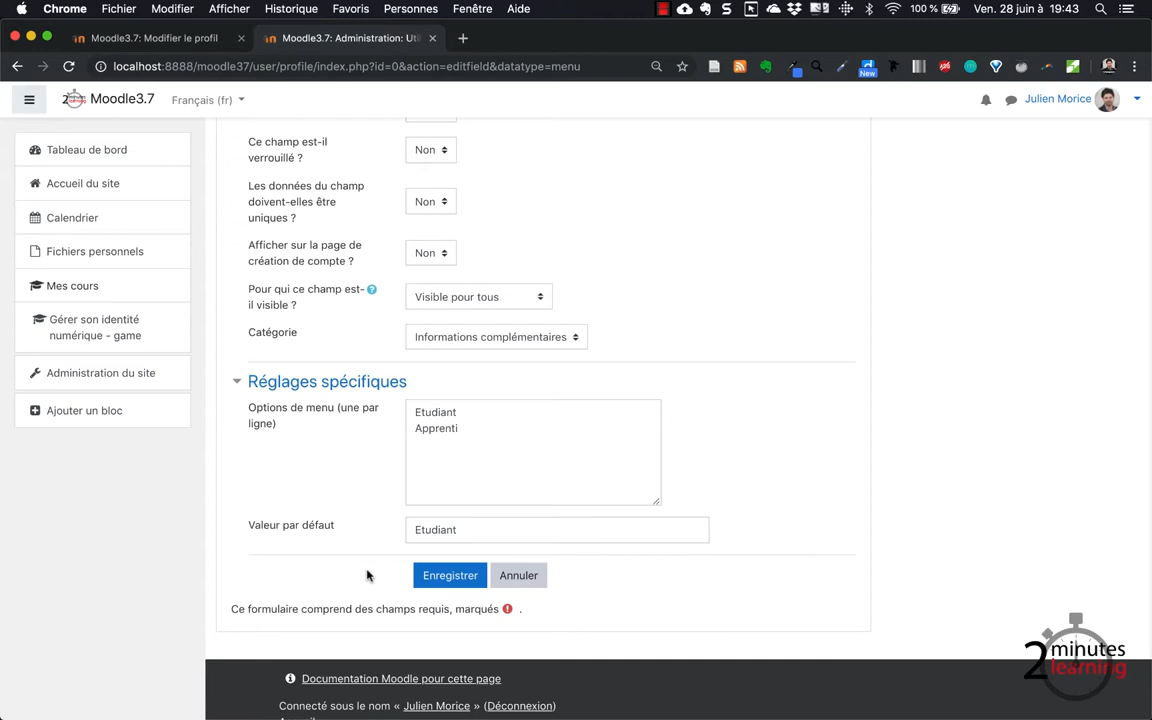 Chrome Fichier Modifier Afficher Historique Favoris Personnes Fenêtre Aide 100 % Ven. 28 juin à 19:43
Moodle3.7: Modifier le profil
Moodle3.7: Administration: Uti
localhost:8888/moodle37/user/profile/index.php?id=0&action=editfield&datatype=menu
New
2 Moodle3.7 Français (fr) Julien Morice
Tableau de bord
Accueil du site
Calendrier
Fichiers personnels
Mes cours
Gérer son identité
numérique - game
Administration du site
Ajouter un bloc
Ce champ est-il
verrouillé ?
Non
Les données du champ
doivent-elles être
uniques ?
Non
Afficher sur la page de
création de compte ?
Non
Pour qui ce champ est-
il visible ?
Visible pour tous
Catégorie
Informations complémentaires
Réglages spécifiques
Options de menu (une par
ligne)
Etudiant
Apprenti
Valeur par défaut
Etudiant
Enregistrer Annuler
Ce formulaire comprend des champs requis, marqués .
Documentation Moodle pour cette page
Connecté sous le nom « Julien Morice » (Déconnexion)
2 minutes
learning